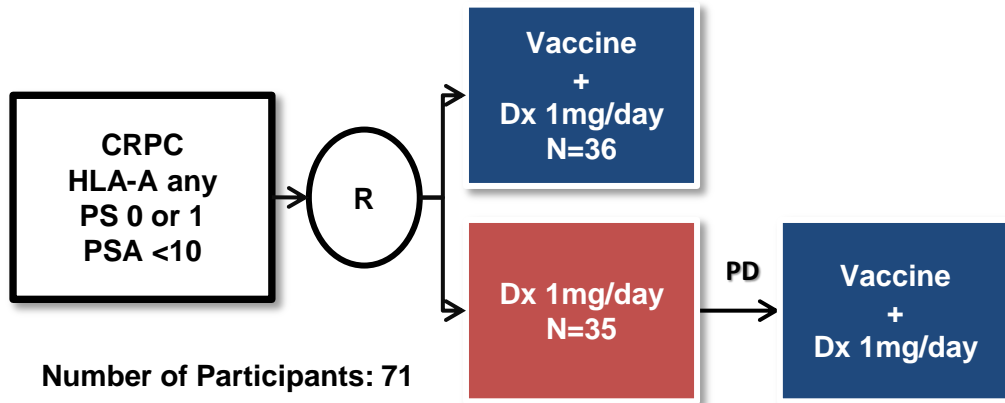 CRPC
HLA-A any
PS 0 or 1
PSA <10
R
Vaccine
+
Dx 1mg/day
N=36
Dx 1mg/day
N=35
PD
Vaccine
+
Dx 1mg/day
Number of Participants: 71